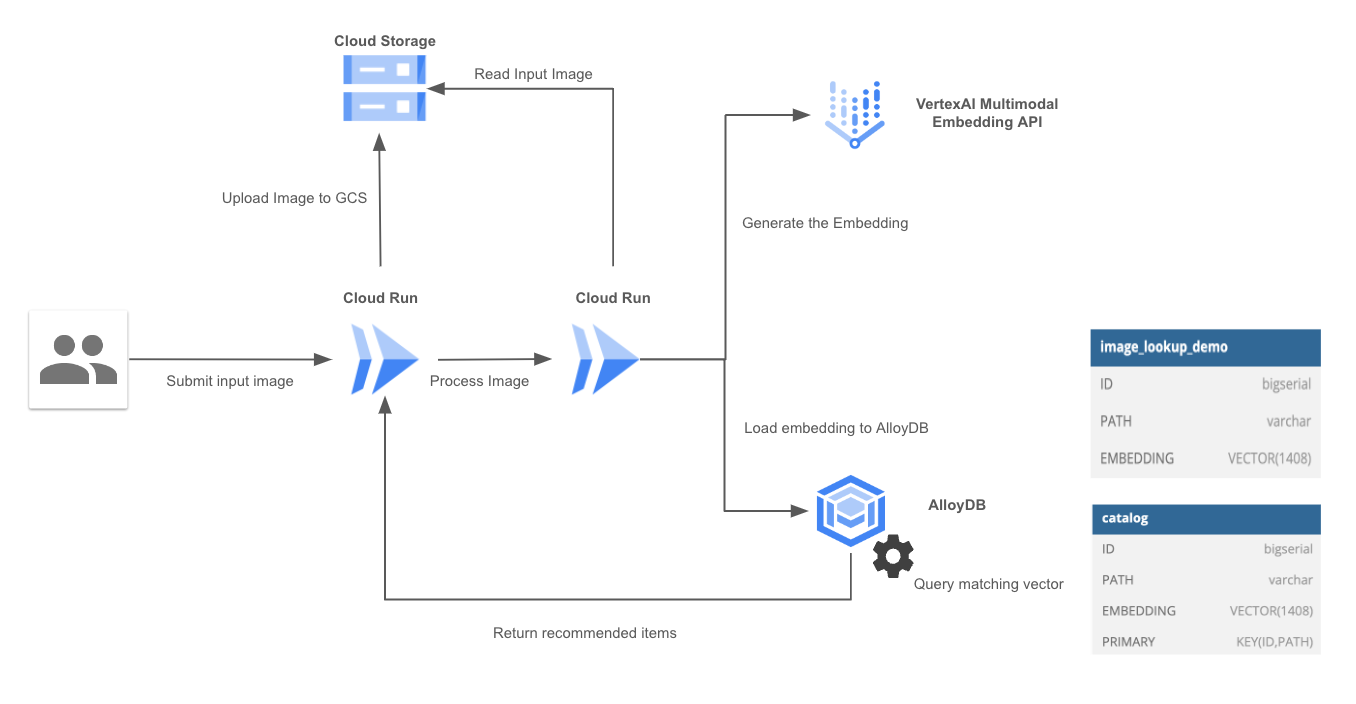 Cloud Storage
Read Input Image
VertexAI Multimodal
Embedding API
Upload Image to GCS
Generate the Embedding
Cloud Run
Cloud Run
Submit input image
Process Image
Load embedding to AlloyDB
AlloyDB
Query matching vector
Return recommended items
image_lookup_demo
ID bigserial
PATH varchar
EMBEDDING VECTOR(1408)
catalog
ID bigserial
PATH varchar
EMBEDDING VECTOR(1408)
PRIMARY KEY(ID,PATH)